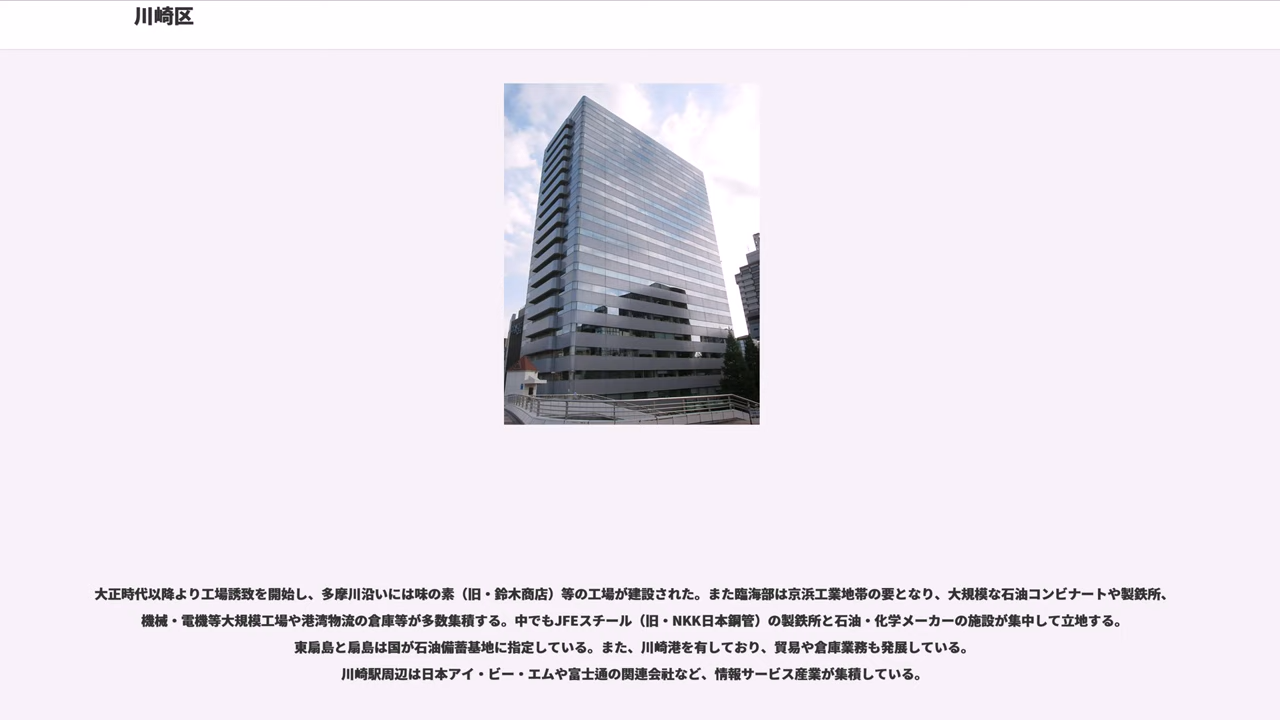 川崎区
大正時代以降より工場誘致を開始し、多摩川沿いには味の素（旧・鈴木商店）等の工場が建設された。また臨海部は京浜工業地帯の要となり、大規模な石油コンビナートや製鉄所、
機械・電機等大規模工場や港湾物流の倉庫等が多数集積する。中でもJFEスチール（旧・NKK日本鋼管）の製鉄所と石油・化学メーカーの施設が集中して立地する。
東扇島と扇島は国が石油備蓄基地に指定している。また、川崎港を有しており、貿易や倉庫業務も発展している。
川崎駅周辺は日本アイ・ビー・エムや富士通の関連会社など、情報サービス産業が集積している。